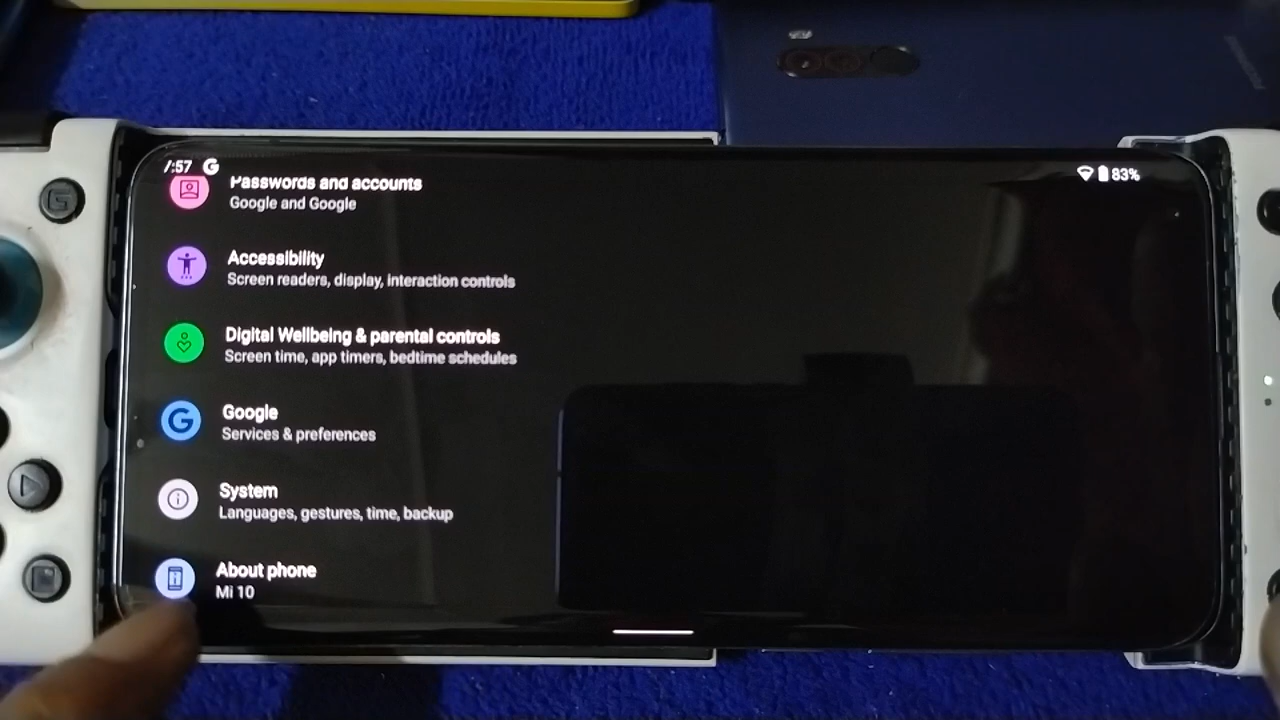 7:57 G
83%
Passwords and accounts
Google and Google
Accessibility
Screen readers, display, interaction controls
Digital Wellbeing & parental controls
Screen time, app timers, bedtime schedules
G
Google
Services & preferences
System
Languages, gestures, time, backup
About phone
Mi 10